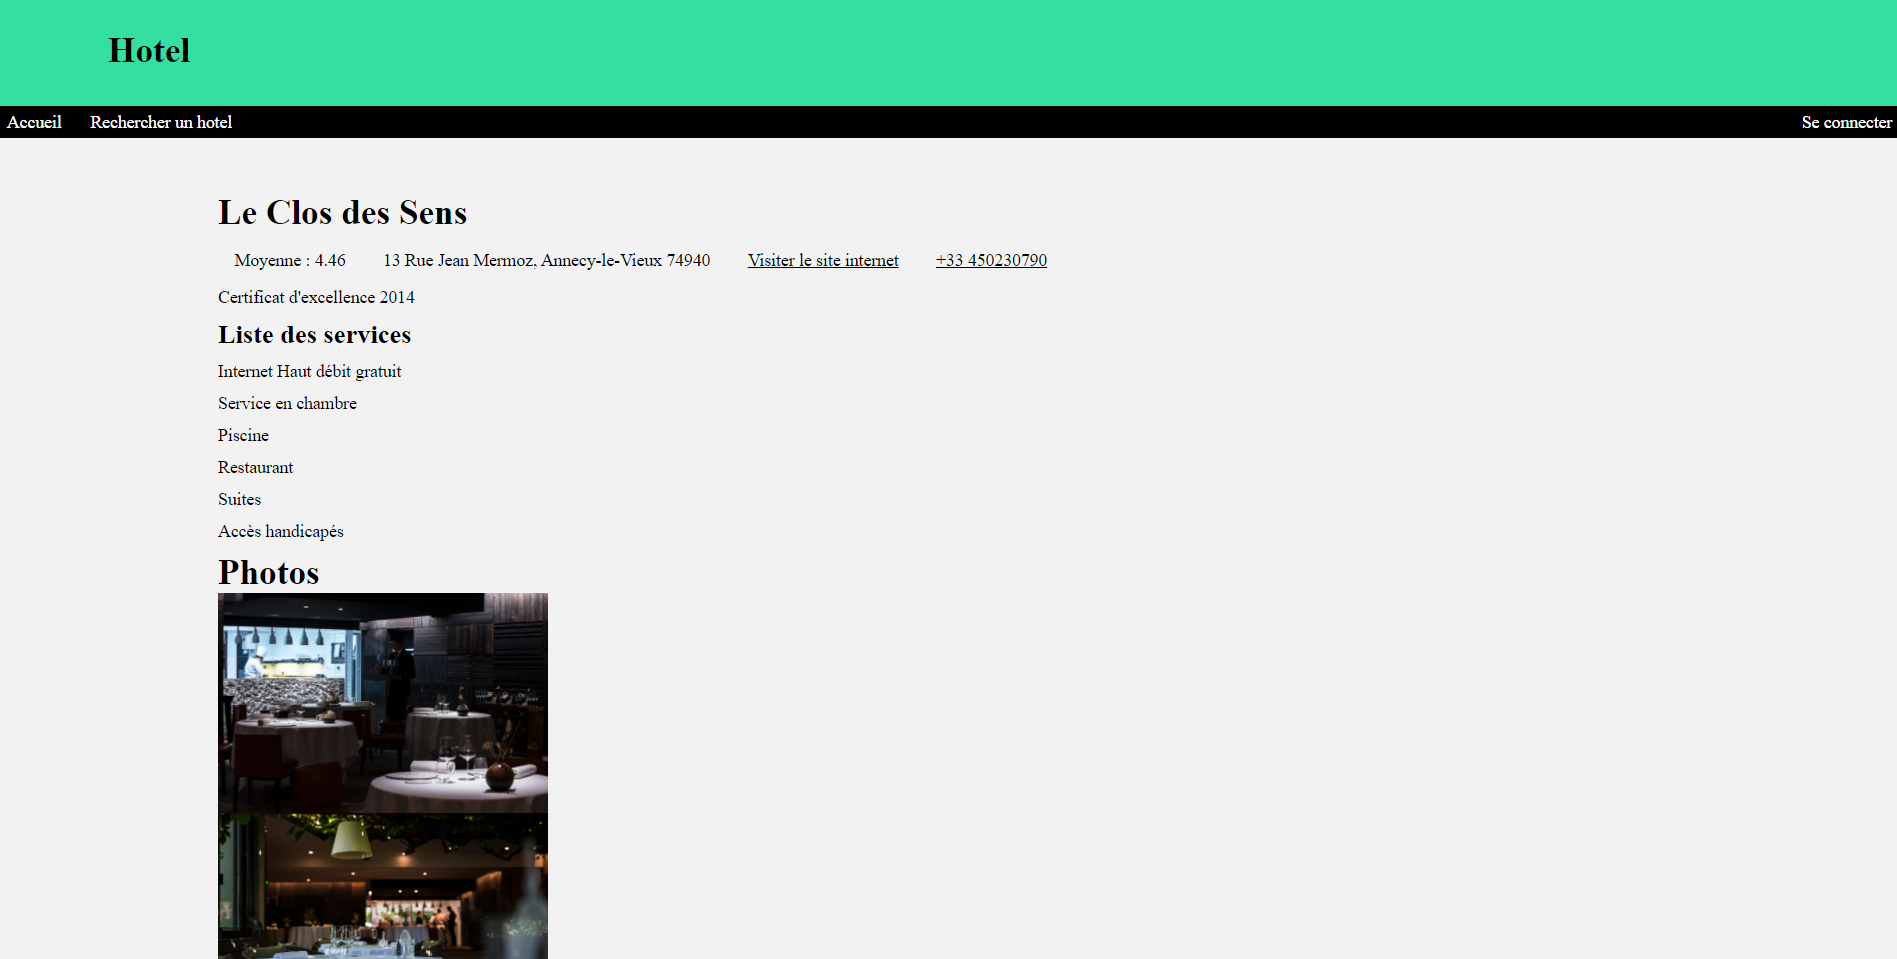 Hotel
Accueil Rechercher un hotel Se connecter
Le Clos des Sens
Moyenne : 4.46 13 Rue Jean Mermoz, Annecy-le-Vieux 74940 Visiter le site internet +33 450230790
Certificat d'excellence 2014
Liste des services
Internet Haut débit gratuit
Service en chambre
Piscine
Restaurant
Suites
Accès handicapés
Photos